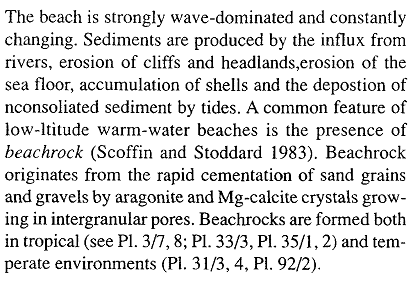 The beach is strongly wave-dominated and constantly
changing. Sediments are produced by the influx from
rivers, erosion of cliffs and headlands,erosion of the
sea floor, accumulation of shells and the depostion of
nconsoliated sediment by tides. A common feature of
low-ltitude warm-water beaches is the presence of
beachrock (Scoffin and Stoddard 1983). Beachrock
originates from the rapid cementation of sand grains
and gravels by aragonite and Mg-calcite crystals grow-
ing in intergranular pores. Beachrocks are formed both
in tropical (see Pl. 3/7, 8; Pl. 33/3, Pl. 35/1, 2) and tem-
perate environments (Pl. 31/3, 4, Pl. 92/2).